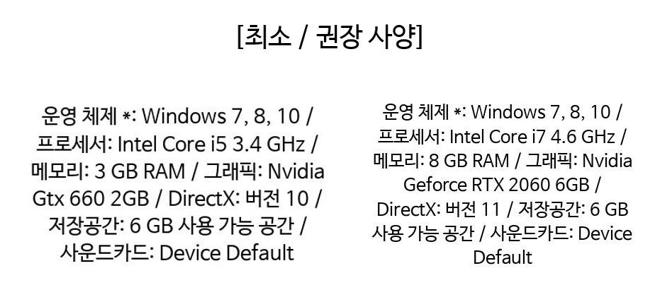 [최소 / 권장 사양]
운영 체제 *: Windows 7, 8, 10 /
프로세서: Intel Core i5 3.4 GHz /
메모리: 3 GB RAM / 그래픽: Nvidia
Gtx 660 2GB / DirectX: 버전 10 /
저장공간: 6 GB 사용 가능 공간 /
사운드카드: Device Default
운영 체제 *: Windows 7, 8, 10 /
프로세서: Intel Core i7 4.6 GHz /
메모리: 8 GB RAM / 그래픽: Nvidia
Geforce RTX 2060 6GB /
DirectX: 버전 11 / 저장공간: 6 GB
사용 가능 공간 / 사운드카드: Device
Default